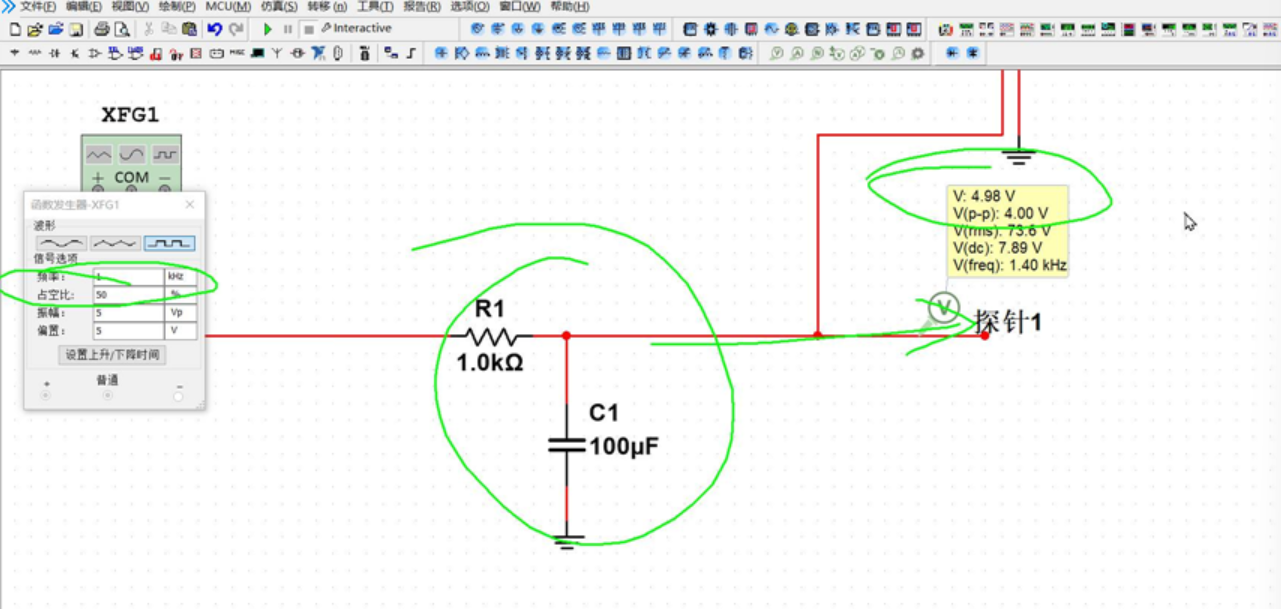 文件(F) 编辑(E) 视图(V) 绘制(P) MCU(M) 仿真(S) 转移(n) 工具(T) 报告(R) 选项(O) 窗口(W) 帮助(H)
Interactive
XFG1
+ COM −
函数发生器-XFG1
波形
信号选项
频率: 1 kHz
占空比: 50 %
振幅: 5 Vp
偏置: 5 V
设置上升/下降时间
+ 普通 −
R1
1.0kΩ
C1
100µF
V: 4.98 V
V(p-p): 4.00 V
V(rms): 73.6 V
V(dc): 7.89 V
V(freq): 1.40 kHz
V
探针1